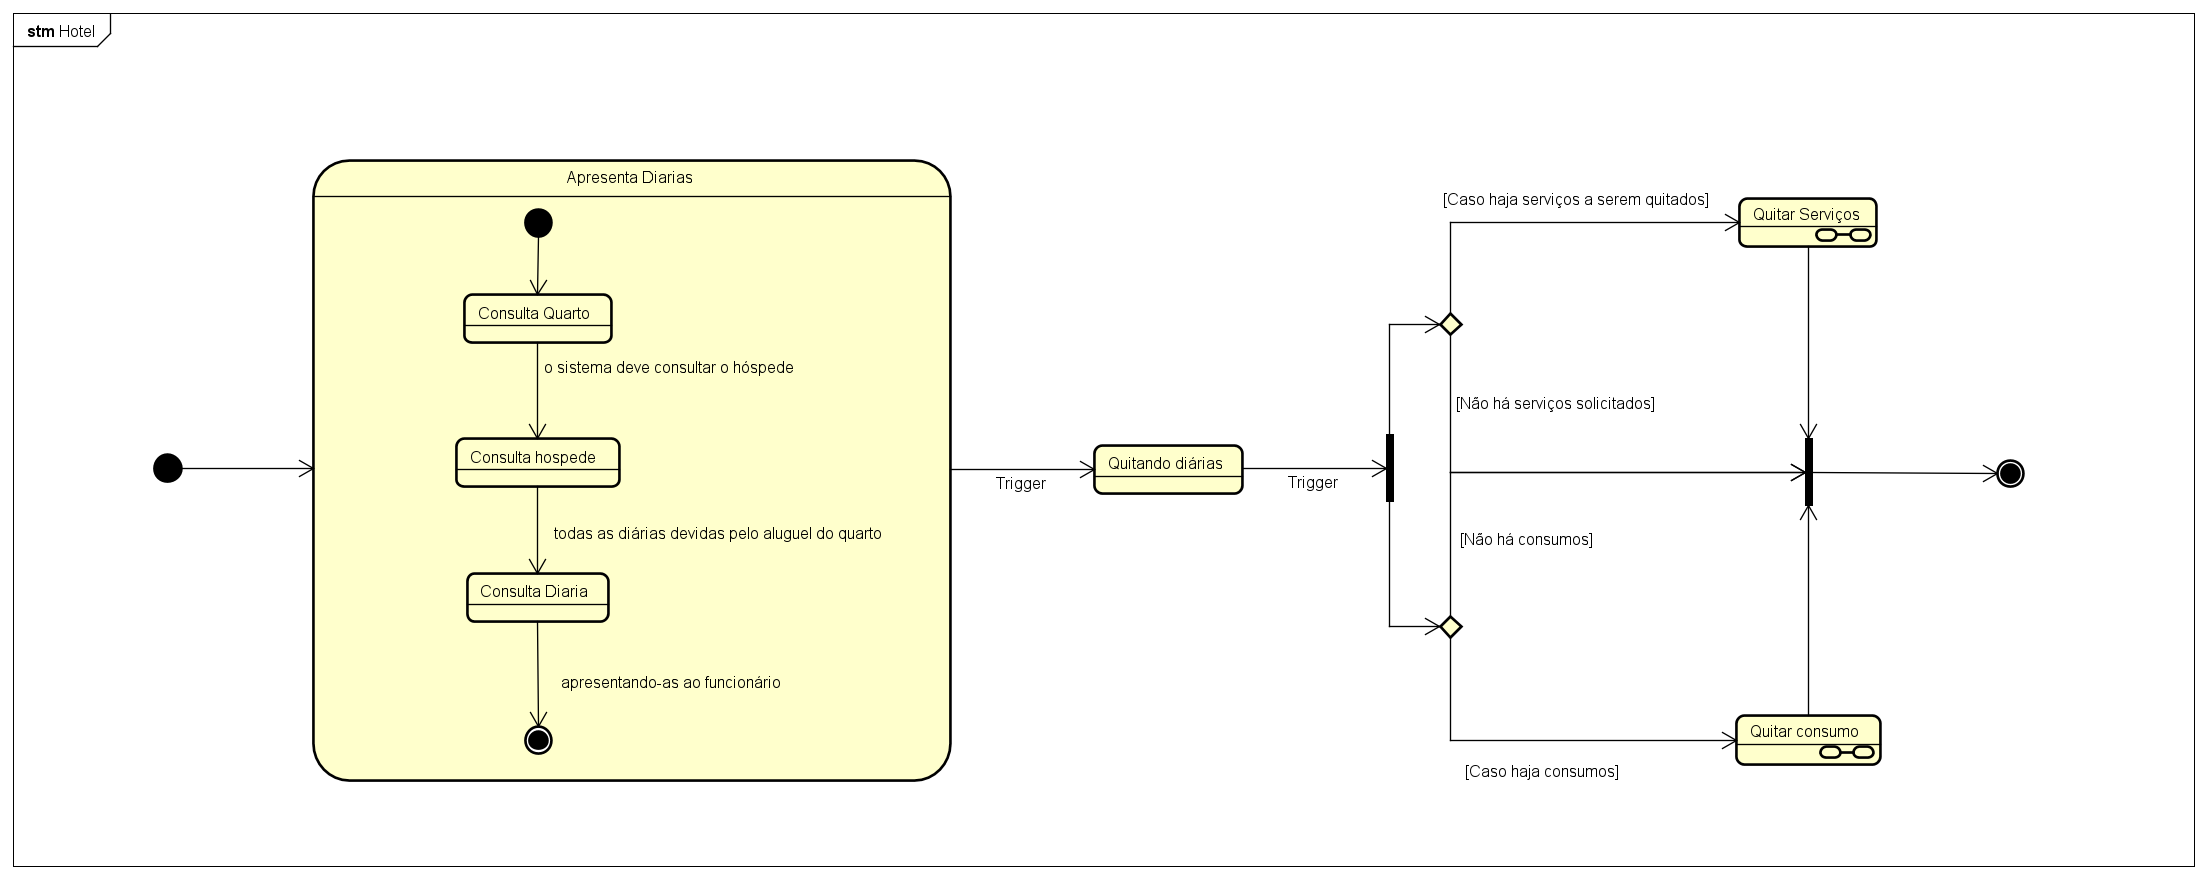 stm Hotel
Apresenta Diarias
Consulta Quarto
o sistema deve consultar o hóspede
Consulta hospede
todas as diárias devidas pelo aluguel do quarto
Consulta Diaria
apresentando-as ao funcionário
Trigger
Quitando diárias
Trigger
[Caso haja serviços a serem quitados]
Quitar Serviços
[Não há serviços solicitados]
[Não há consumos]
Quitar consumo
[Caso haja consumos]